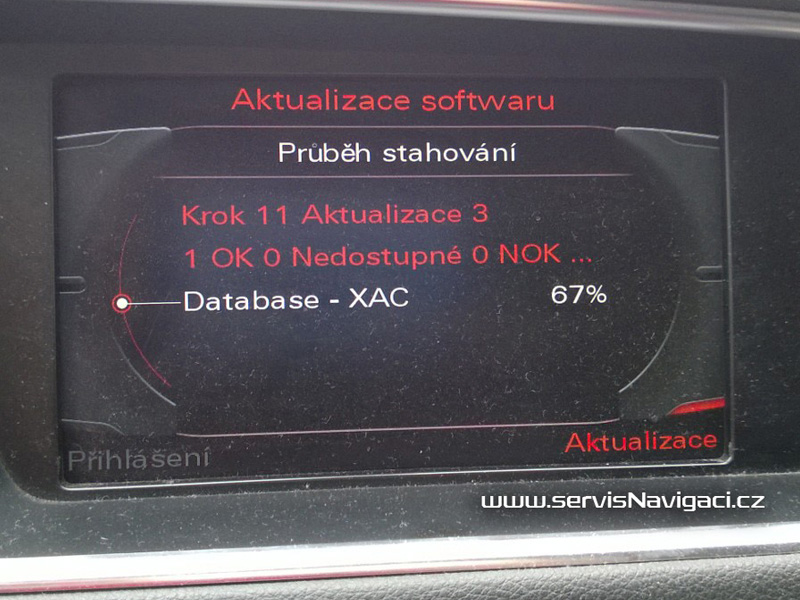 Aktualizace softwaru
Průběh stahování
Krok 11 Aktualizace 3
1 OK 0 Nedostupné 0 NOK ...
Database - XAC 67%
Aktualizace
Přihlášení
www.servisNavigaci.cz